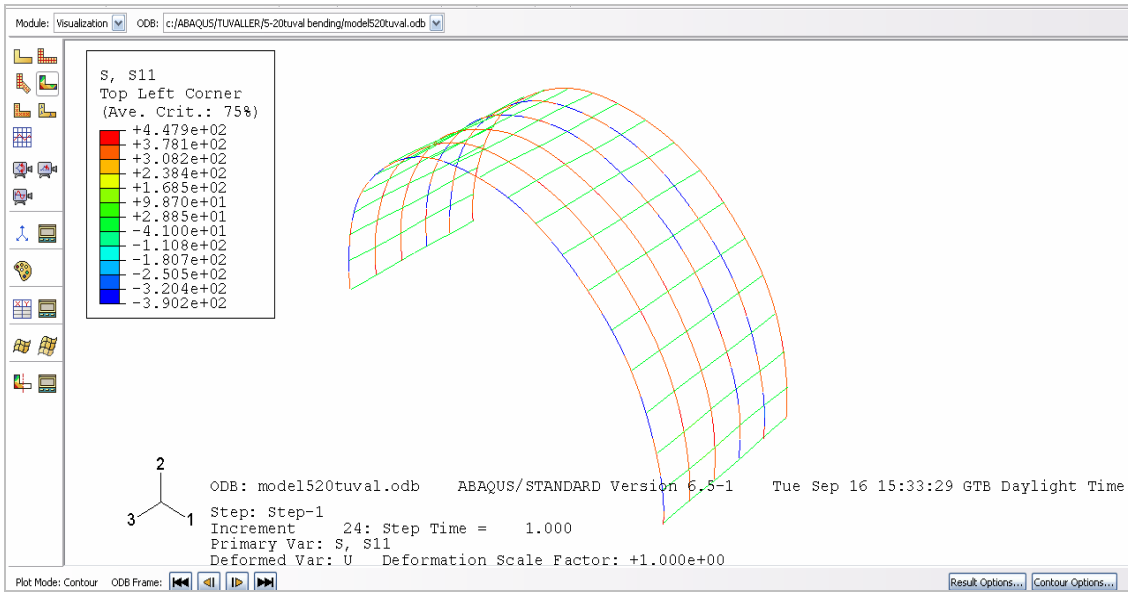 Module: Visualization ODB: c:/ABAQUS/TUVALLER/5-20tuval bending/model520tuval.odb
S, S11
Top Left Corner
(Ave. Crit.: 75%)
+4.479e+02
+3.781e+02
+3.082e+02
+2.384e+02
+1.685e+02
+9.870e+01
+2.885e+01
-4.100e+01
-1.108e+02
-1.807e+02
-2.505e+02
-3.204e+02
-3.902e+02
2
3
1
ODB: model520tuval.odb ABAQUS/STANDARD Version 6.5-1 Tue Sep 16 15:33:29 GTB Daylight Time
Step: Step-1
Increment 24: Step Time = 1.000
Primary Var: S, S11
Deformed Var: U Deformation Scale Factor: +1.000e+00
Plot Mode: Contour ODB Frame: Result Options... Contour Options...